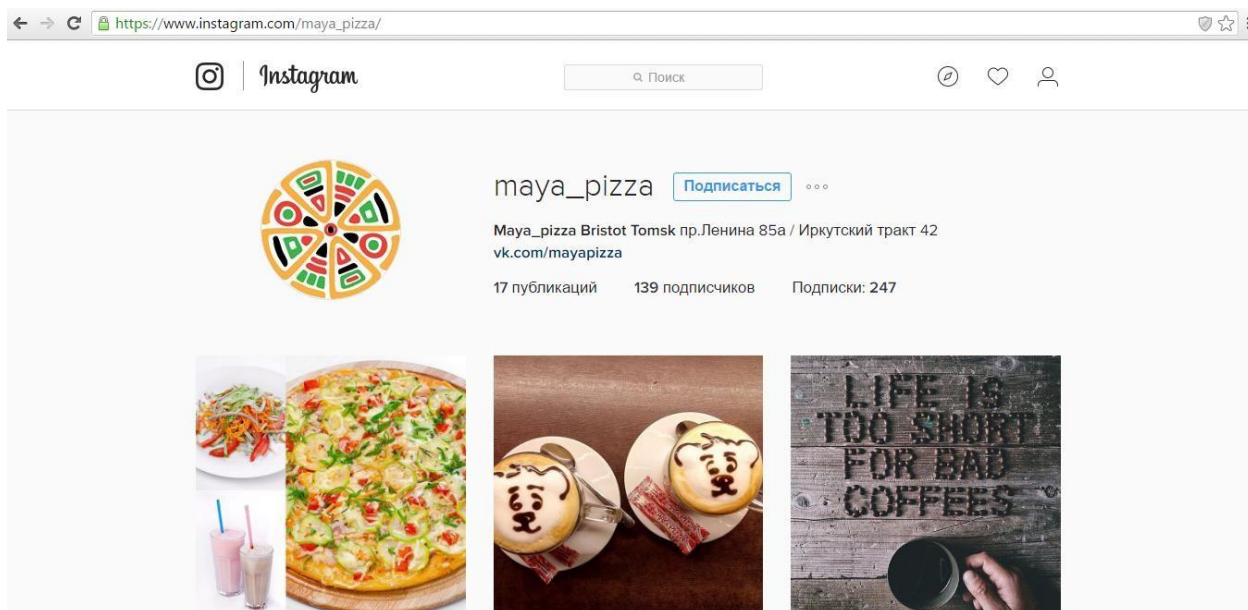 https://www.instagram.com/maya_pizza/
Instagram
Поиск
maya_pizza Подписаться
Maya_pizza Bristot Tomsk пр.Ленина 85а / Иркутский тракт 42
vk.com/mayapizza
17 публикаций 139 подписчиков Подписки: 247
LIFE IS
TOO SHORT
FOR BAD
COFFEES